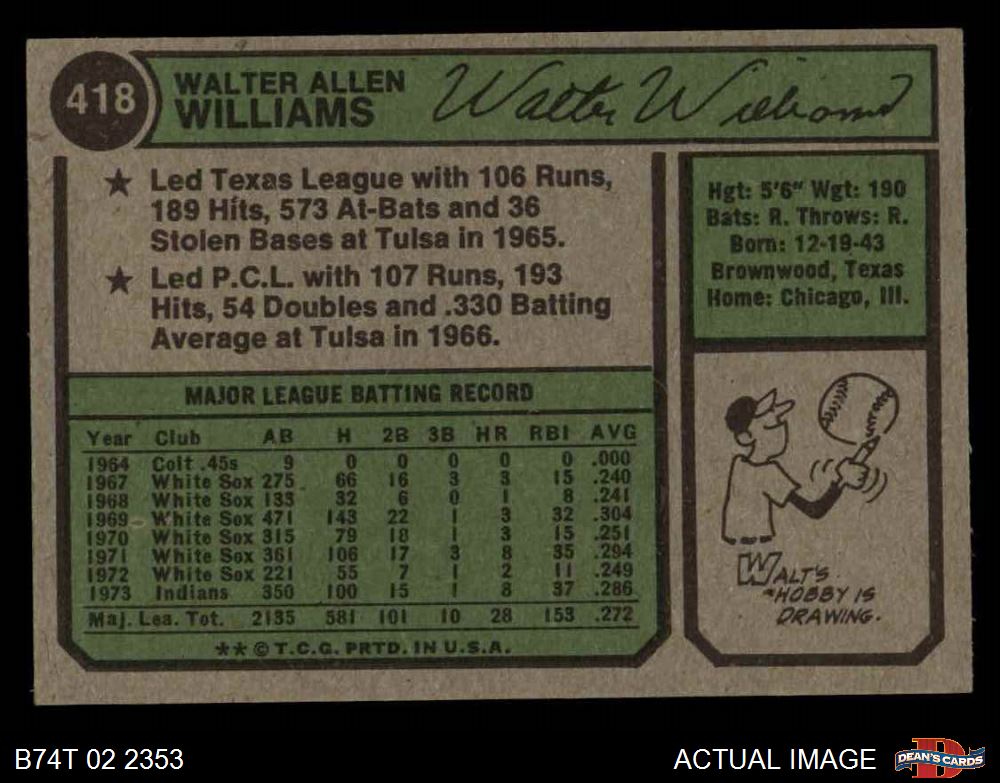 418
WALTER ALLEN
WILLIAMS
Walter Williams
★ Led Texas League with 106 Runs,
189 Hits, 573 At-Bats and 36
Stolen Bases at Tulsa in 1965.
★ Led P.C.L. with 107 Runs, 193
Hits, 54 Doubles and .330 Batting
Average at Tulsa in 1966.
Hgt: 5'6" Wgt: 190
Bats: R. Throws: R.
Born: 12-19-43
Brownwood, Texas
Home: Chicago, Ill.
MAJOR LEAGUE BATTING RECORD
Year Club AB H 2B 3B HR RBI AVG
1964 Colt .45s 9 0 0 0 0 0 .000
1967 White Sox 275 66 16 3 3 15 .240
1968 White Sox 133 32 6 0 1 8 .241
1969 White Sox 471 143 22 1 3 32 .304
1970 White Sox 315 79 18 1 3 15 .251
1971 White Sox 361 106 17 3 8 35 .294
1972 White Sox 221 55 7 1 2 11 .249
1973 Indians 350 100 15 1 8 37 .286
Maj. Lea. Tot. 2135 581 101 10 28 153 .272
** © T.C.G. PRTD. IN U.S.A.
WALT'S
HOBBY IS
DRAWING.
B74T 02 2353
ACTUAL IMAGE
D
DEAN'S CARDS